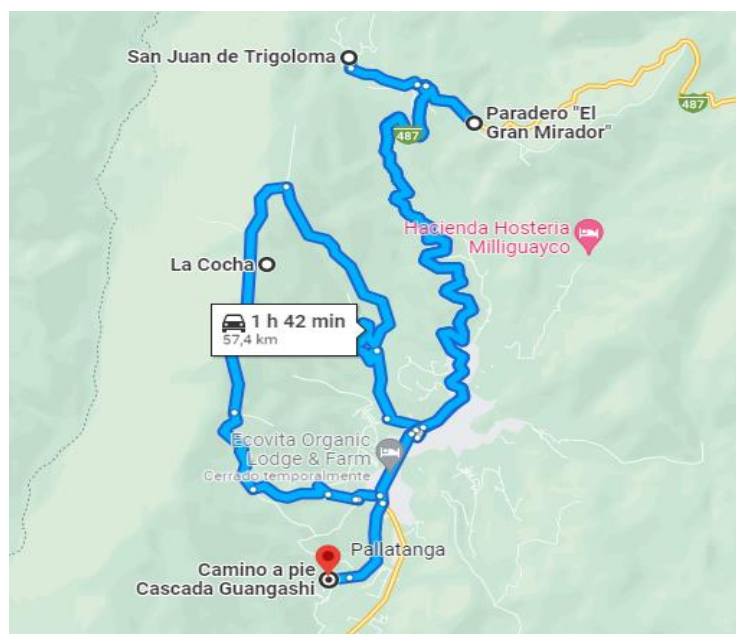 San Juan de Trigoloma
487
Paradero "El
Gran Mirador"
487
Hacienda Hosteria
Milliguayco
La Cocha
1 h 42 min
57,4 km
Ecovita Organic
Lodge & Farm
Cerrado temporalmente
Pallatanga
Camino a pie
Cascada Guangashi